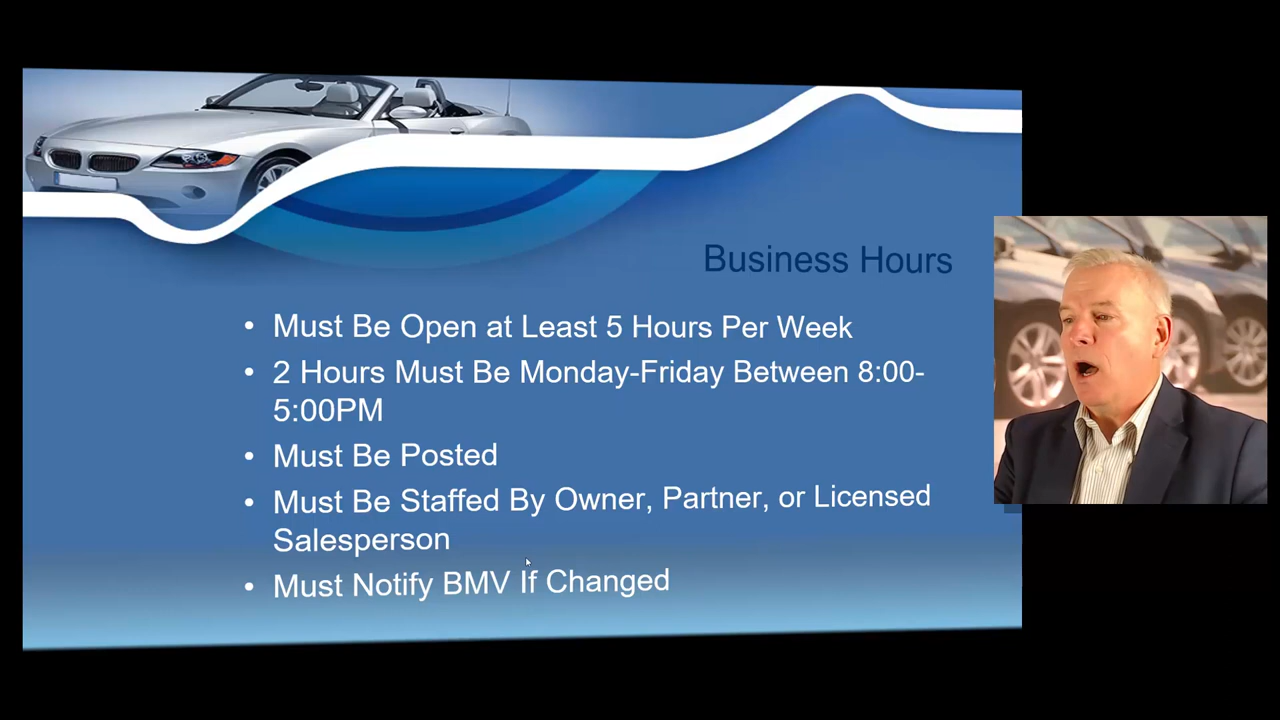 Business Hours
• Must Be Open at Least 5 Hours Per Week
• 2 Hours Must Be Monday-Friday Between 8:00-
5:00PM
• Must Be Posted
• Must Be Staffed By Owner, Partner, or Licensed
Salesperson
• Must Notify BMV If Changed